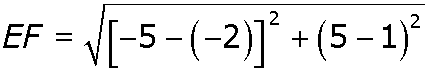 EF = √([−5 − (−2)]² + (5 − 1)²)